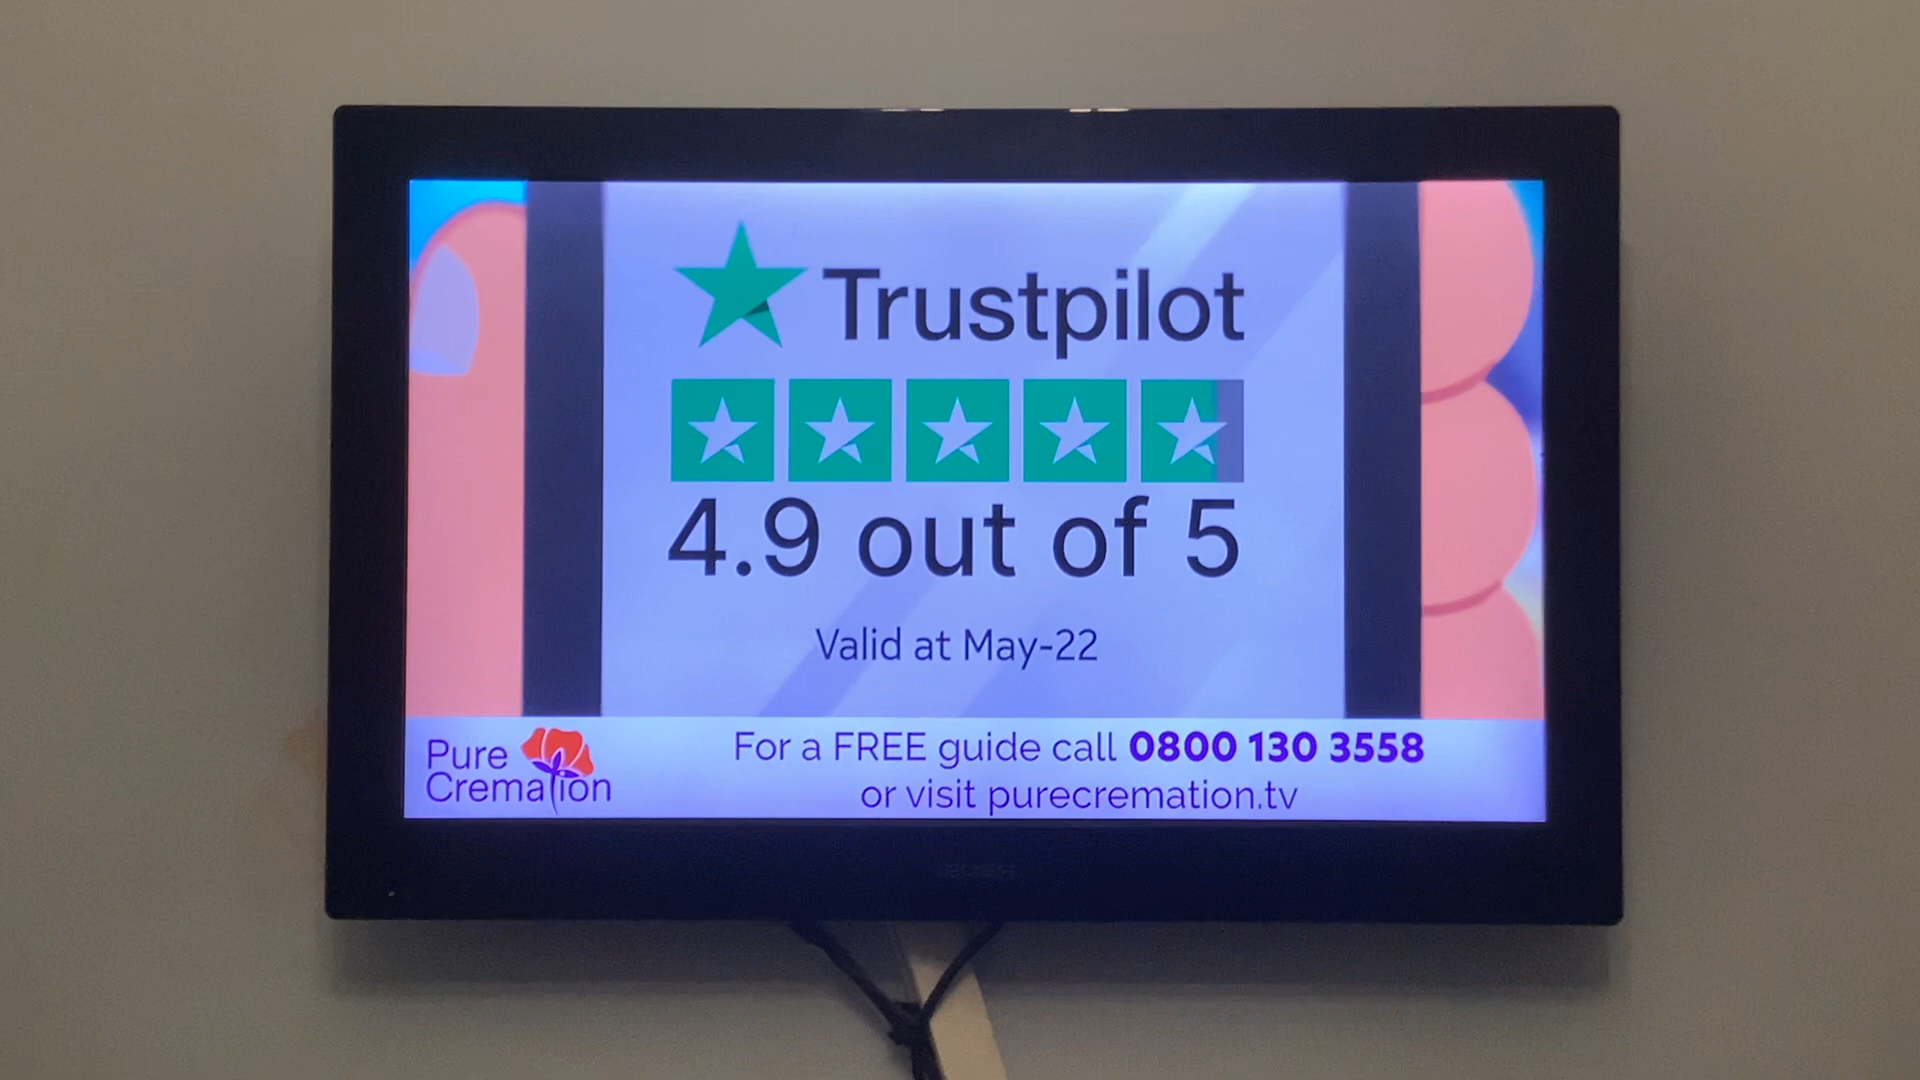 Trustpilot
4.9 out of 5
Valid at May-22
Pure
Cremation
For a FREE guide call 0800 130 3558
or visit purecremation.tv